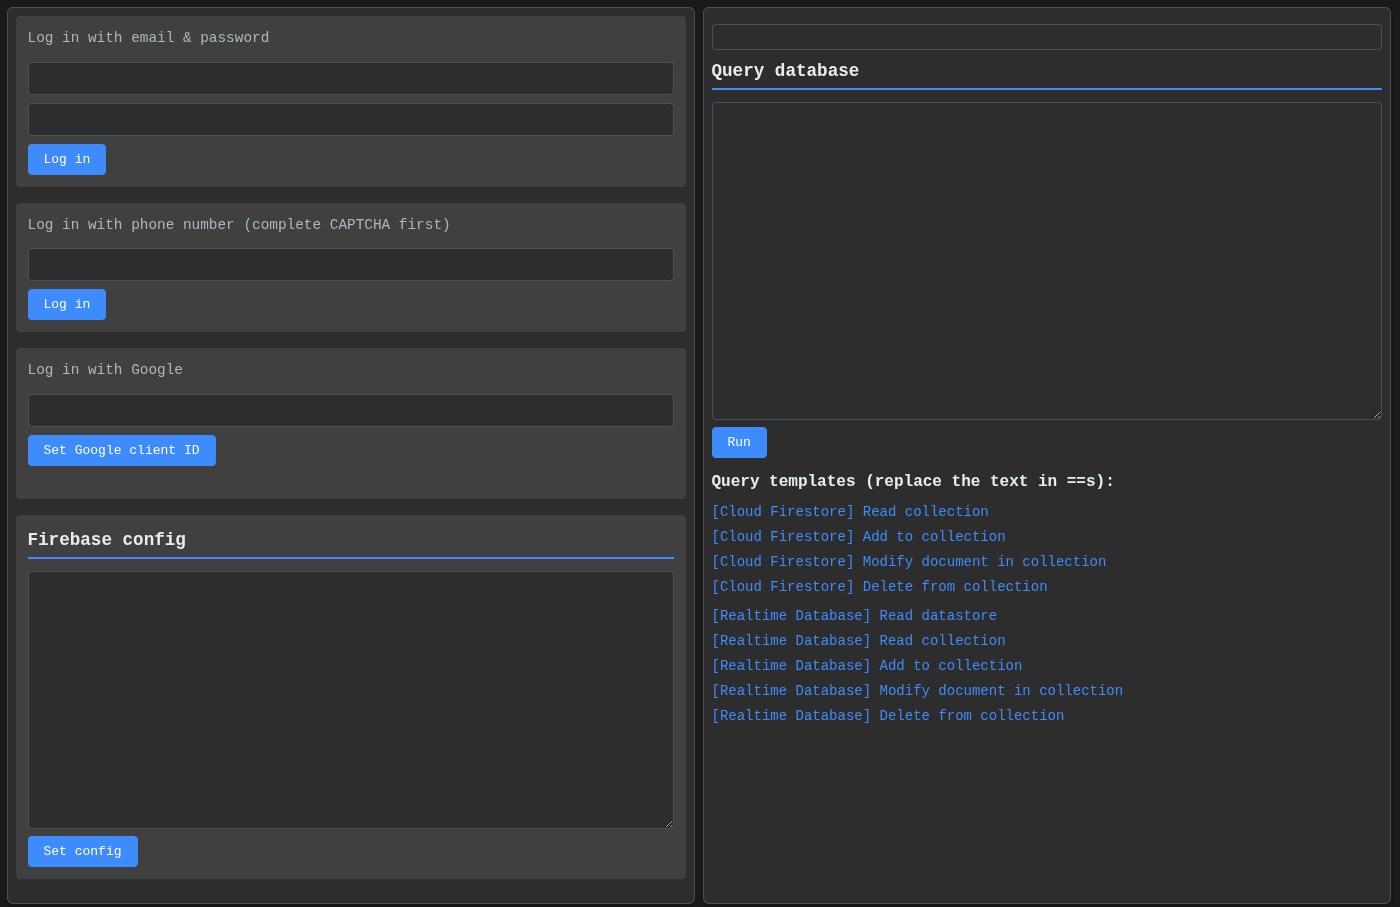 Log in with email & password
Log in
Log in with phone number (complete CAPTCHA first)
Log in
Log in with Google
Set Google client ID
Firebase config
Set config
Query database
Run
Query templates (replace the text in ==s):
[Cloud Firestore] Read collection
[Cloud Firestore] Add to collection
[Cloud Firestore] Modify document in collection
[Cloud Firestore] Delete from collection
[Realtime Database] Read datastore
[Realtime Database] Read collection
[Realtime Database] Add to collection
[Realtime Database] Modify document in collection
[Realtime Database] Delete from collection